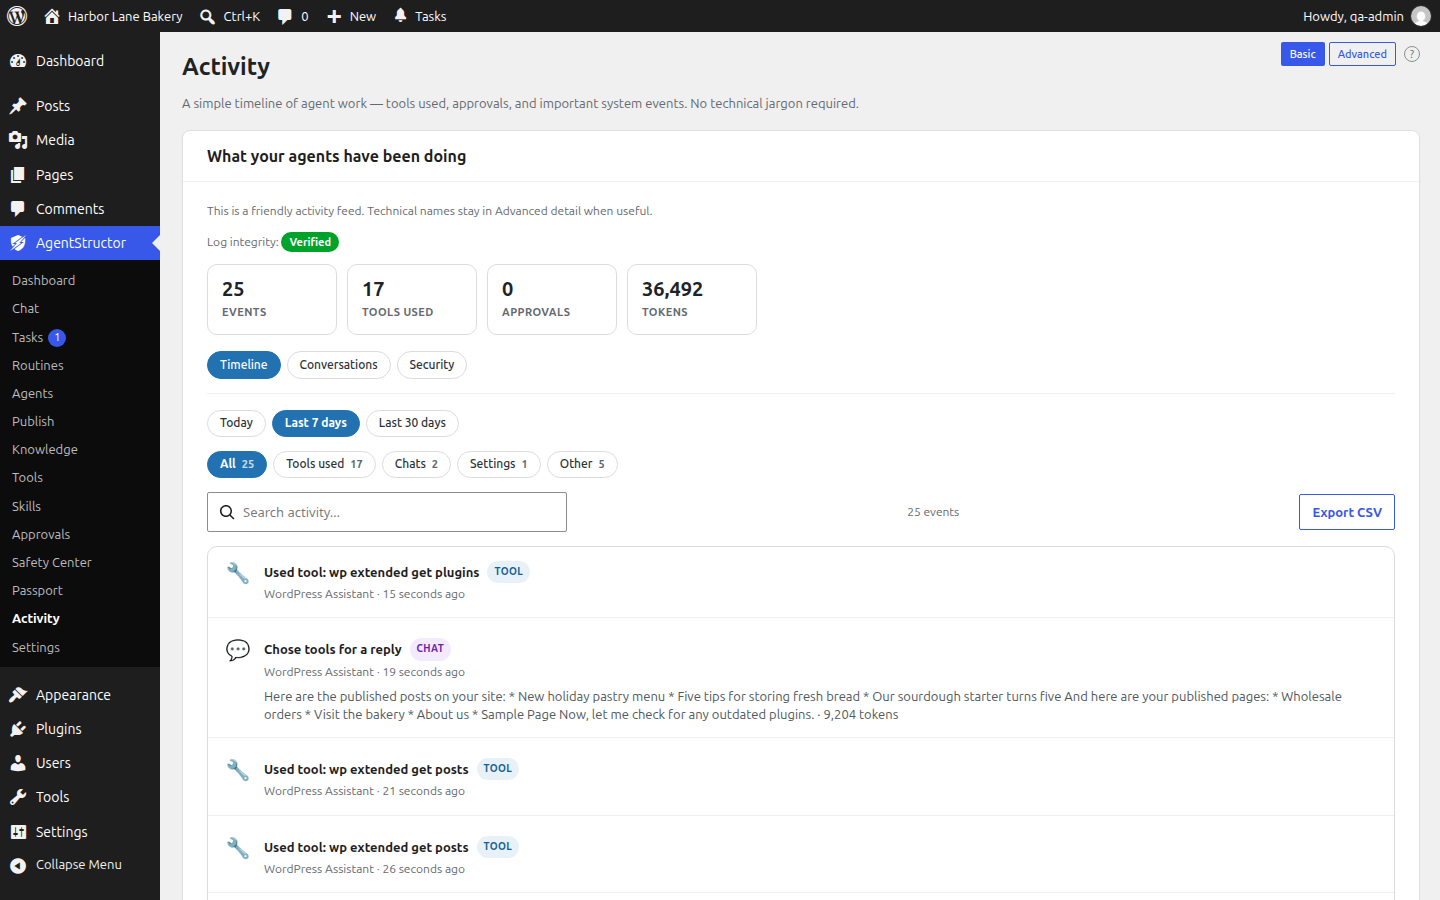 Harbor Lane Bakery
Ctrl+K
0
New
Tasks
Howdy, qa-admin
Dashboard
Posts
Media
Pages
Comments
AgentStructor
Dashboard
Chat
Tasks 1
Routines
Agents
Publish
Knowledge
Tools
Skills
Approvals
Safety Center
Passport
Activity
Settings
Appearance
Plugins
Users
Tools
Settings
Collapse Menu
Basic
Advanced
?
Activity
A simple timeline of agent work — tools used, approvals, and important system events. No technical jargon required.
What your agents have been doing
This is a friendly activity feed. Technical names stay in Advanced detail when useful.
Log integrity: Verified
25
EVENTS
17
TOOLS USED
0
APPROVALS
36,492
TOKENS
Timeline
Conversations
Security
Today
Last 7 days
Last 30 days
All 25
Tools used 17
Chats 2
Settings 1
Other 5
Search activity...
25 events
Export CSV
Used tool: wp extended get plugins TOOL
WordPress Assistant · 15 seconds ago
Chose tools for a reply CHAT
WordPress Assistant · 19 seconds ago
Here are the published posts on your site: * New holiday pastry menu * Five tips for storing fresh bread * Our sourdough starter turns five And here are your published pages: * Wholesale
orders * Visit the bakery * About us * Sample Page Now, let me check for any outdated plugins. · 9,204 tokens
Used tool: wp extended get posts TOOL
WordPress Assistant · 21 seconds ago
Used tool: wp extended get posts TOOL
WordPress Assistant · 26 seconds ago